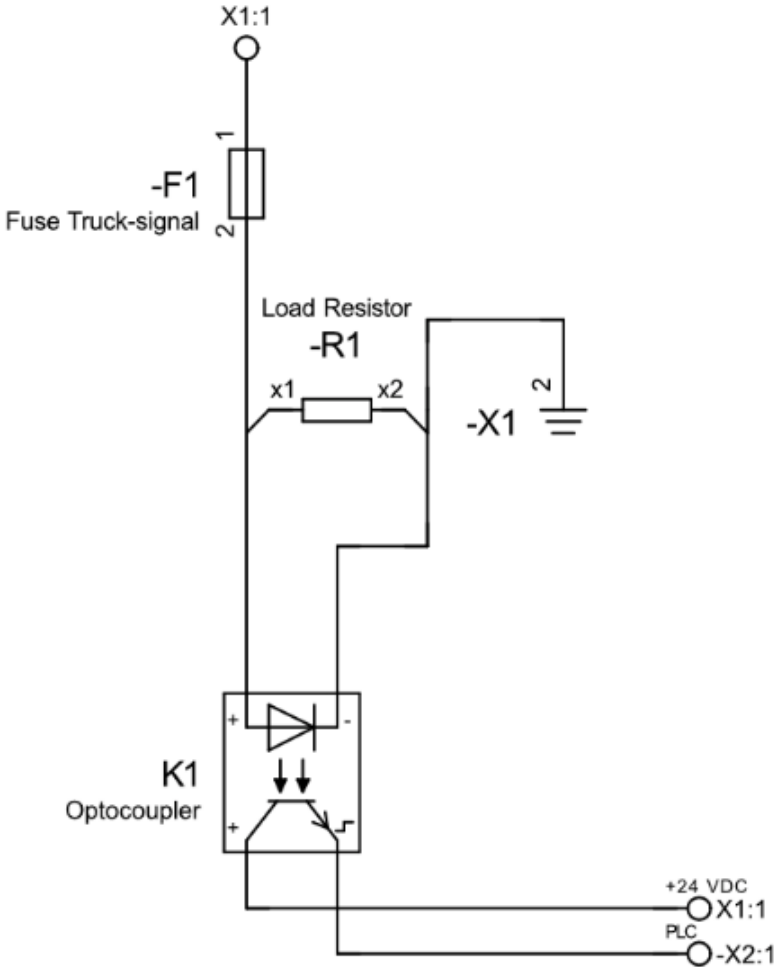 X1:1
1
-F1
Fuse Truck-signal
2
Load Resistor
-R1
x1
x2
2
-X1
+
-
K1
Optocoupler
+
+24 VDC
X1:1
PLC
-X2:1